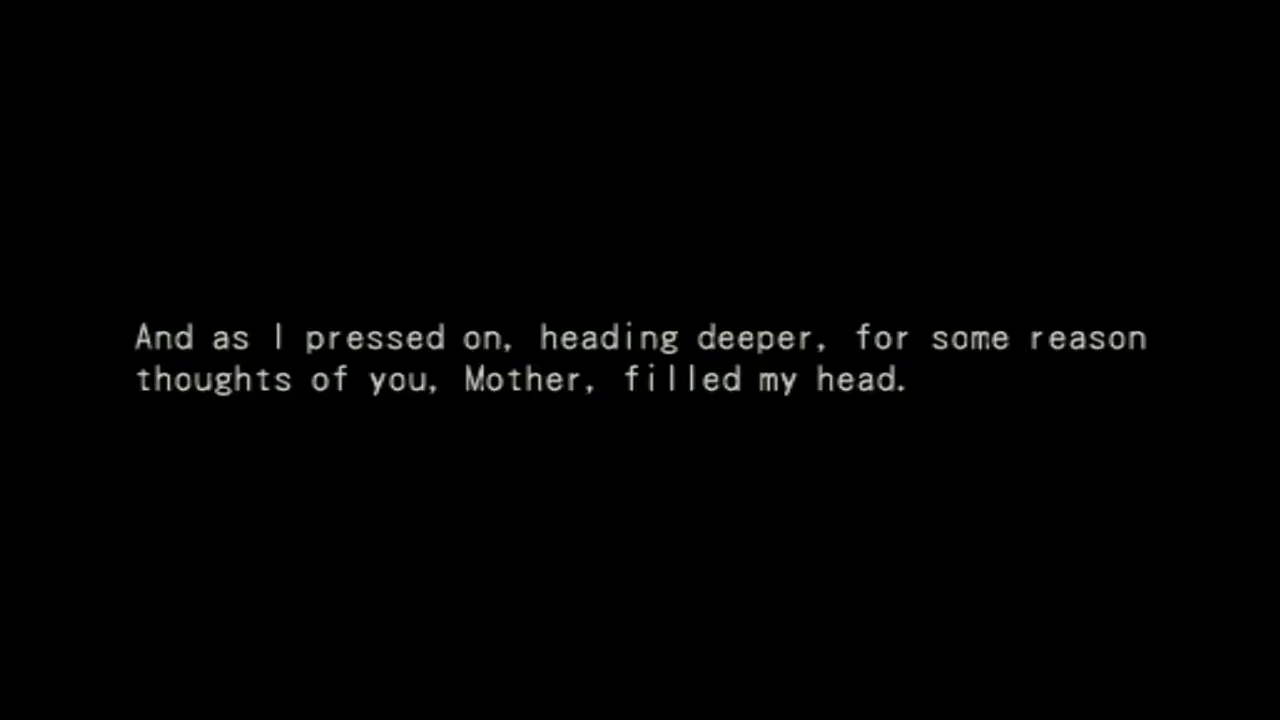 And as I pressed on, heading deeper, for some reason
thoughts of you, Mother, filled my head.